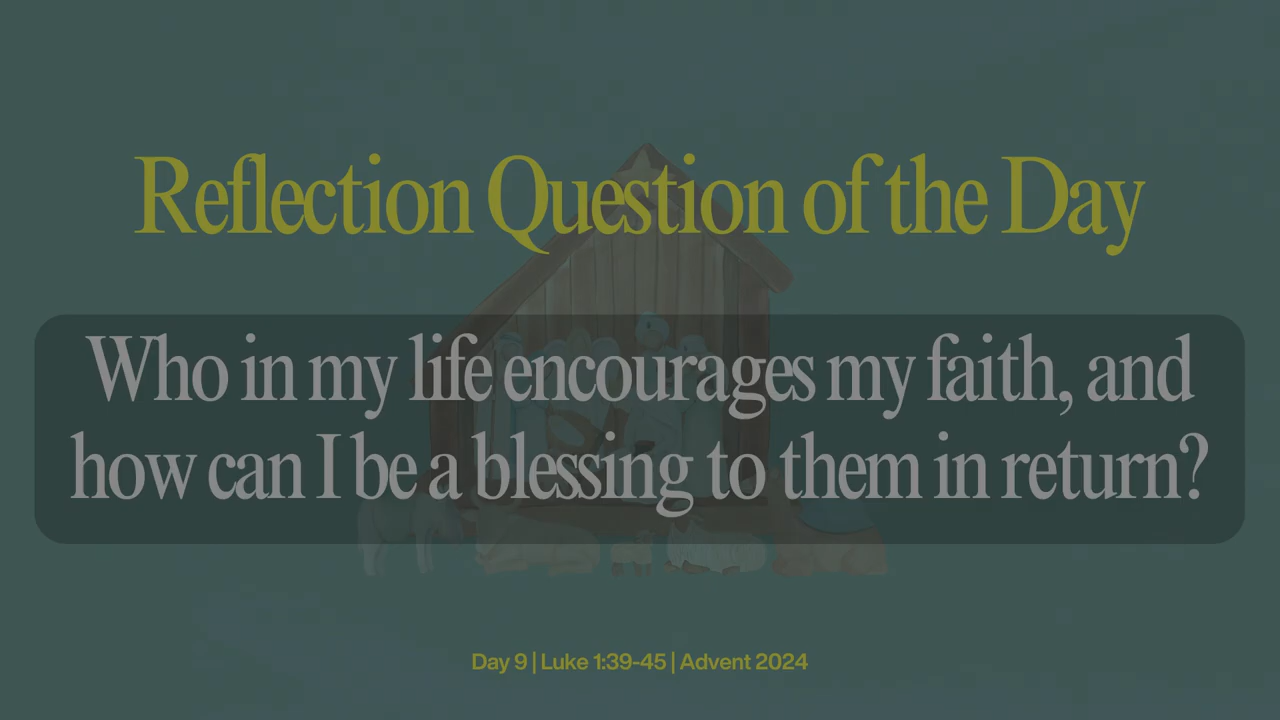 Reflection Question of the Day
Who in my life encourages my faith, and
how can I be a blessing to them in return?
Day 9 | Luke 1:39-45 | Advent 2024